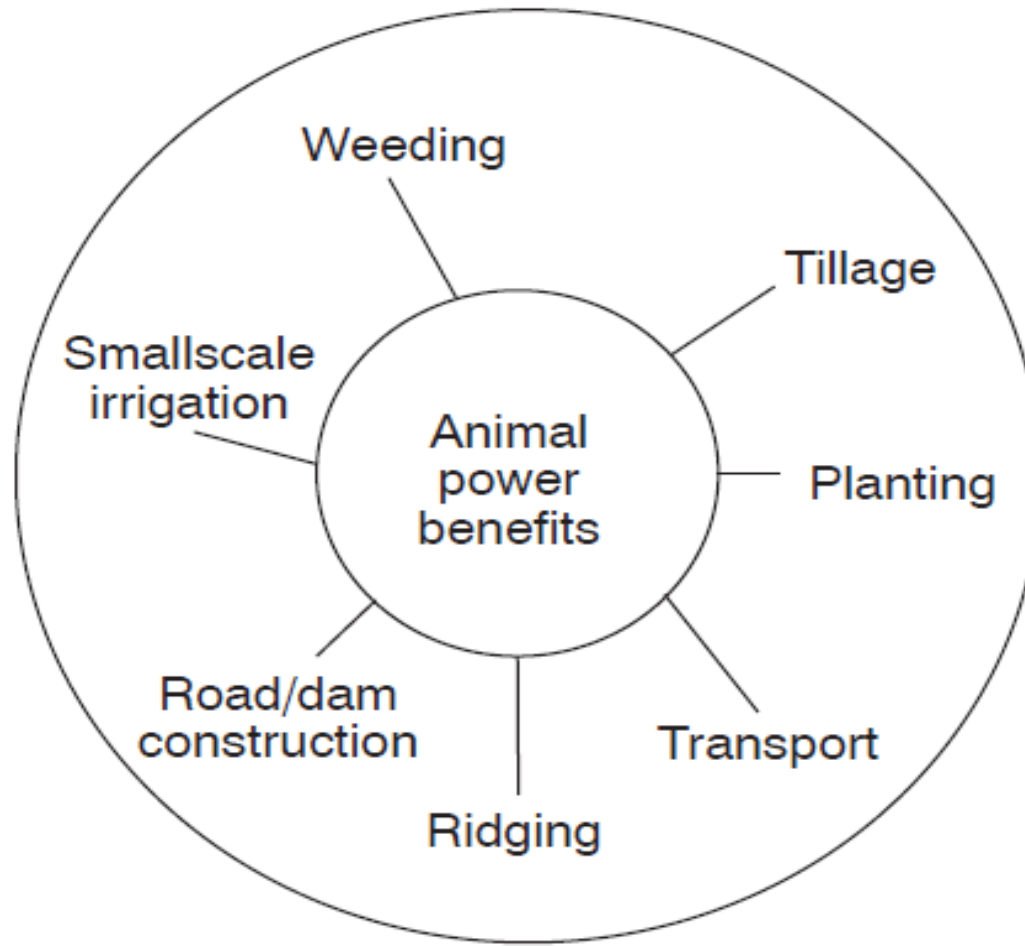 Weeding
Tillage
Smallscale
irrigation
Animal
power
benefits
Planting
Road/dam
construction
Transport
Ridging